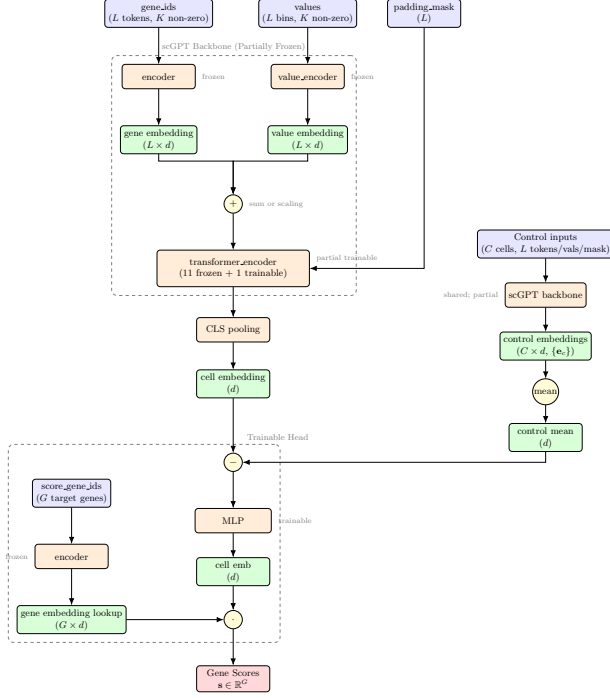 gene_ids
(L tokens, K non-zero)
values
(L bins, K non-zero)
padding_mask
(L)
scGPT Backbone (Partially Frozen)
encoder
frozen
value_encoder
frozen
gene embedding
(L × d)
value embedding
(L × d)
+
sum or scaling
transformer_encoder
(11 frozen + 1 trainable)
partial trainable
CLS pooling
cell embedding
(d)
Control inputs
(C cells, L tokens/vals/mask)
shared; partial
scGPT backbone
control embeddings
(C × d, {e_c})
mean
control mean
(d)
Trainable Head
−
score_gene_ids
(G target genes)
MLP
trainable
frozen
encoder
cell emb
(d)
gene embedding lookup
(G × d)
·
Gene Scores
s ∈ ℝ^G